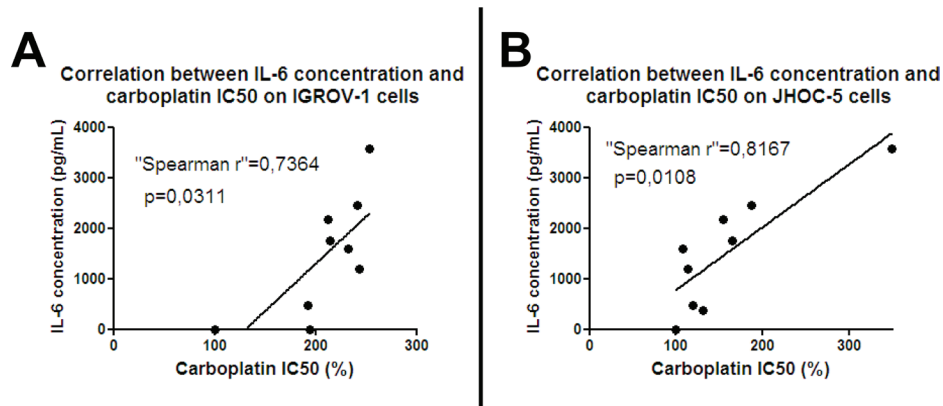 A
Correlation between IL-6 concentration and
carboplatin IC50 on IGROV-1 cells
IL-6 concentration (pg/mL)
4000
3000
2000
1000
0
"Spearman r"=0,7364
p=0,0311
0
100
200
300
Carboplatin IC50 (%)
B
Correlation between IL-6 concentration and
carboplatin IC50 on JHOC-5 cells
IL-6 concentration (pg/mL)
4000
3000
2000
1000
0
"Spearman r"=0,8167
p=0,0108
0
100
200
300
Carboplatin IC50 (%)